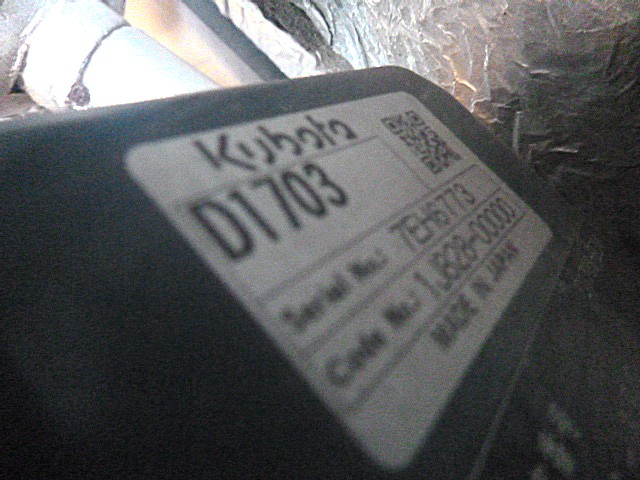 Kubota
D1703
Serial No.: 7EH6773
Code No.: 1J828-00000
MADE IN JAPAN